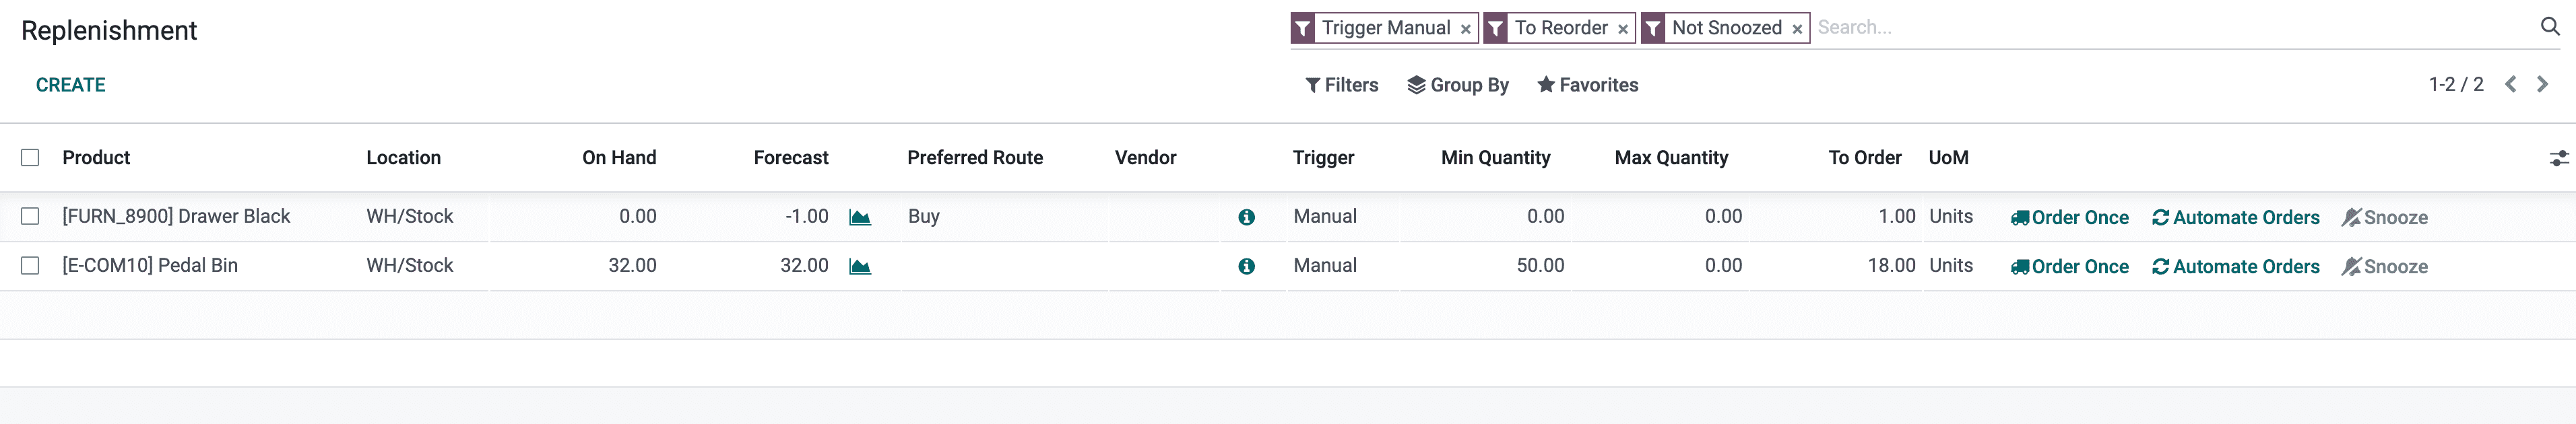 Replenishment
Trigger Manual × To Reorder × Not Snoozed × Search...
CREATE
Filters Group By Favorites 1-2 / 2
Product Location On Hand Forecast Preferred Route Vendor Trigger Min Quantity Max Quantity To Order UoM
[FURN_8900] Drawer Black WH/Stock 0.00 -1.00 Buy Manual 0.00 0.00 1.00 Units Order Once Automate Orders Snooze
[E-COM10] Pedal Bin WH/Stock 32.00 32.00 Manual 50.00 0.00 18.00 Units Order Once Automate Orders Snooze